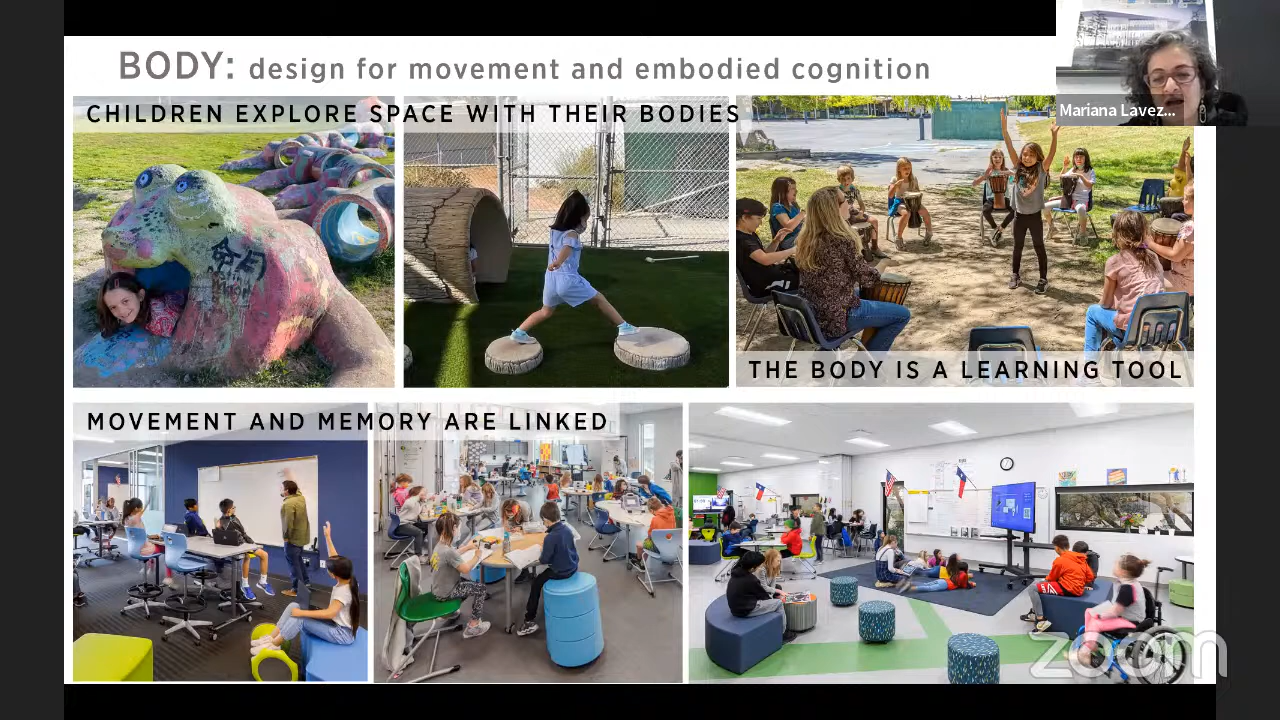 BODY: design for movement and embodied cognition
Mariana Lavez...
CHILDREN EXPLORE SPACE WITH THEIR BODIES
THE BODY IS A LEARNING TOOL
MOVEMENT AND MEMORY ARE LINKED
zoom